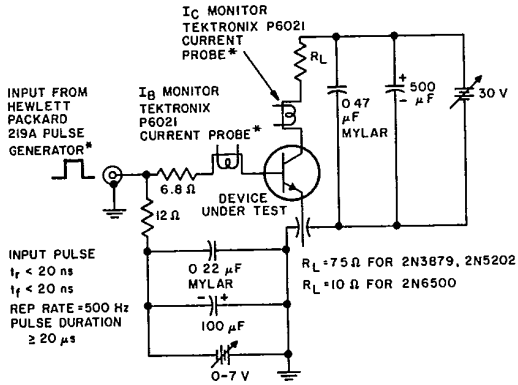 IC MONITOR
TEKTRONIX P6021
CURRENT
PROBE*
RL
INPUT FROM
HEWLETT
PACKARD
219A PULSE
GENERATOR*
IB MONITOR
TEKTRONIX
P6021
CURRENT PROBE*
0.47
µF
MYLAR
+
500
µF
−
30 V
6.8 Ω
DEVICE
UNDER TEST
12 Ω
INPUT PULSE
tr < 20 ns
tf < 20 ns
REP RATE = 500 Hz
PULSE DURATION
≥ 20 µs
0.22 µF
MYLAR
− +
100 µF
0-7 V
RL = 75 Ω FOR 2N3879, 2N5202
RL = 10 Ω FOR 2N6500